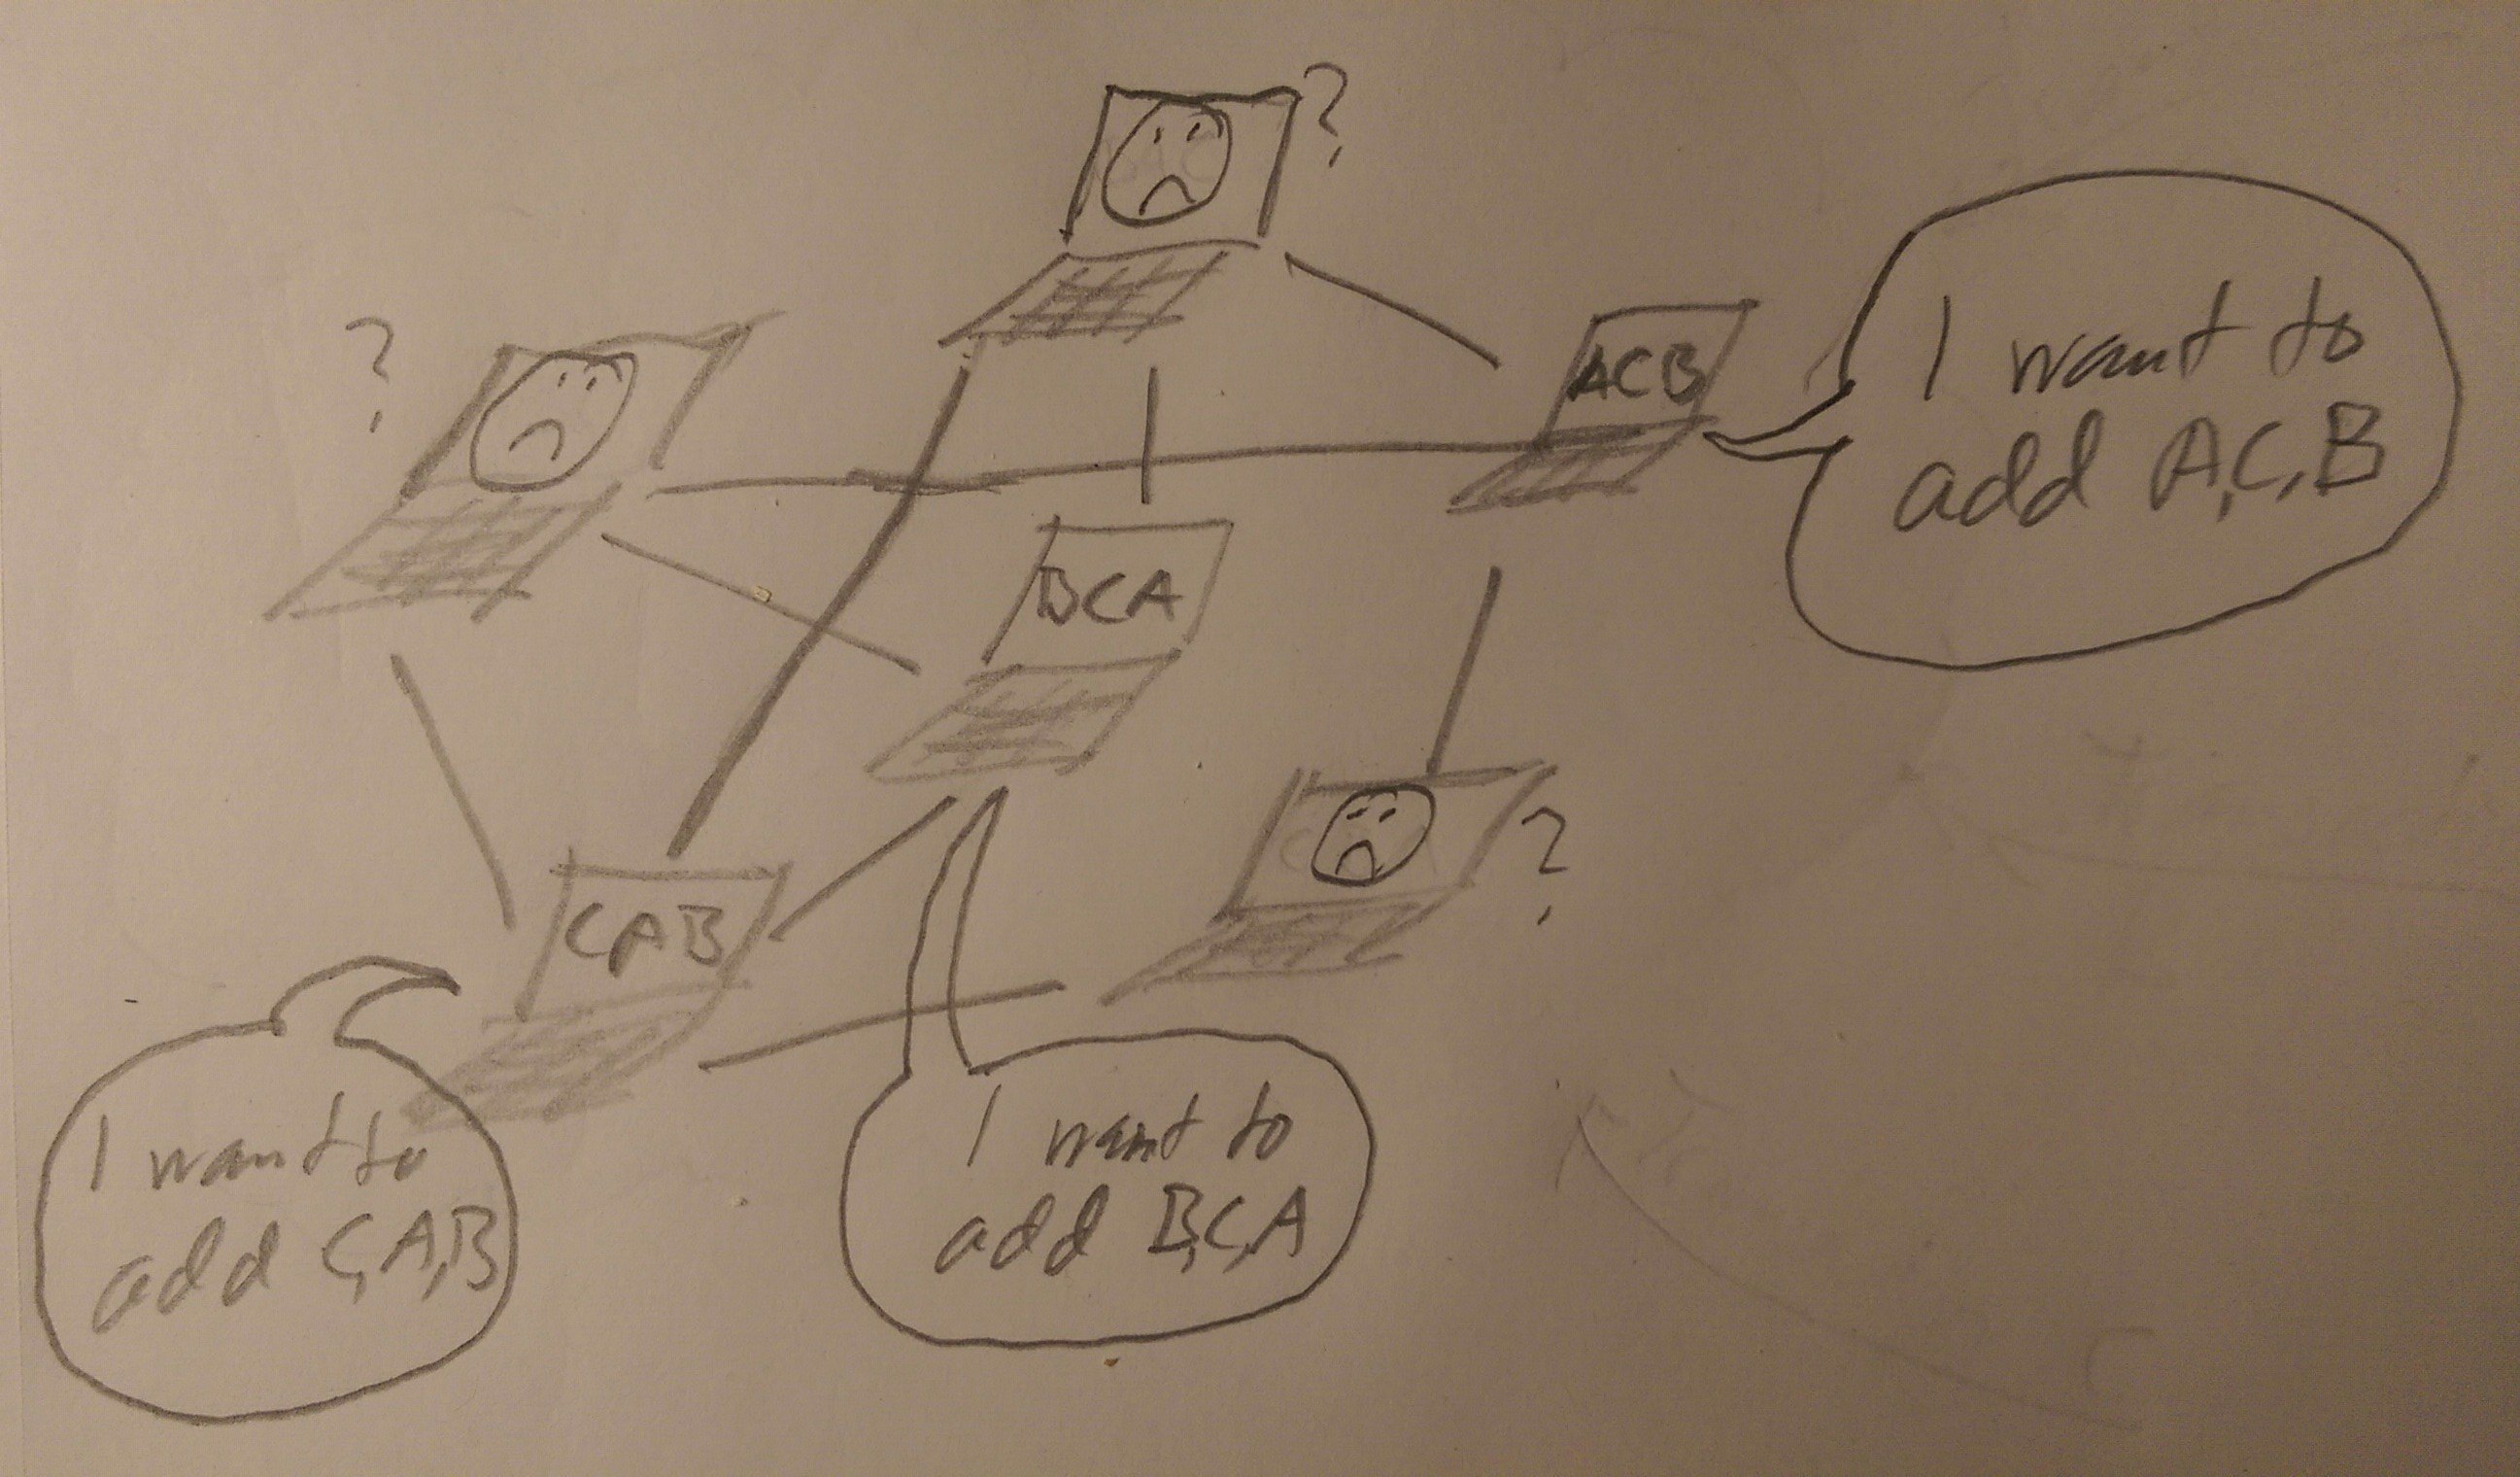 ?
?
ACB
I want to
add A,C,B
BCA
?
CAB
I want to
add C,A,B
I want to
add B,C,A